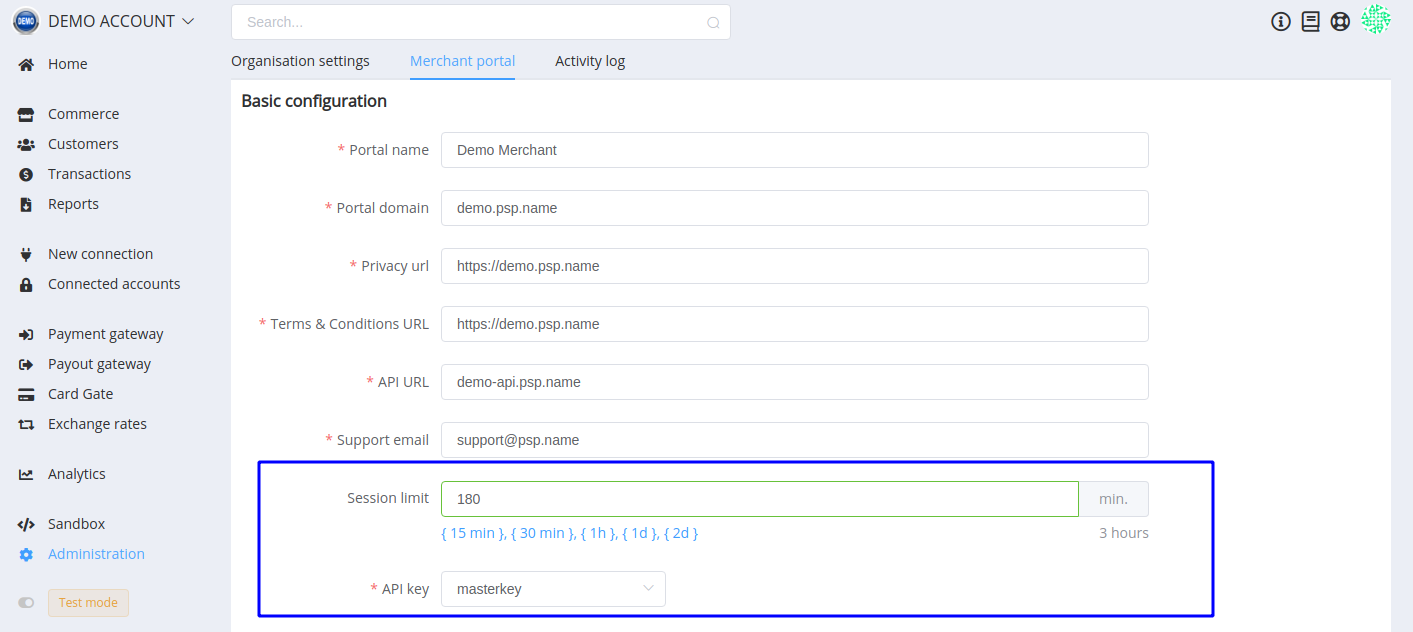 DEMO
DEMO ACCOUNT
Search...
Home
Commerce
Customers
Transactions
Reports
New connection
Connected accounts
Payment gateway
Payout gateway
Card Gate
Exchange rates
Analytics
Sandbox
Administration
Test mode
Organisation settings Merchant portal Activity log
Basic configuration
* Portal name Demo Merchant
* Portal domain demo.psp.name
* Privacy url https://demo.psp.name
* Terms & Conditions URL https://demo.psp.name
* API URL demo-api.psp.name
* Support email support@psp.name
Session limit 180 min.
{ 15 min }, { 30 min }, { 1h }, { 1d }, { 2d } 3 hours
* API key masterkey